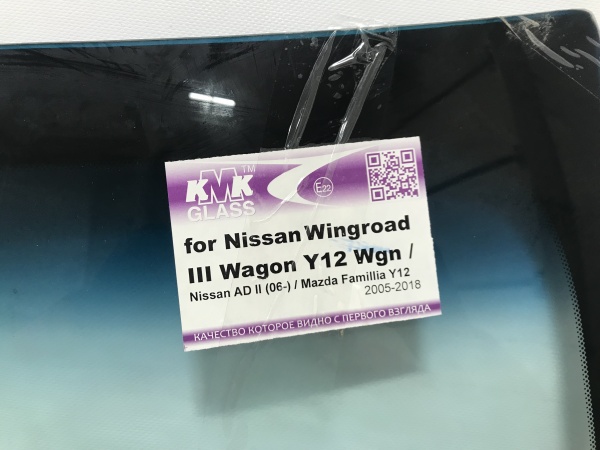 KMK TM
GLASS
E22
for Nissan Wingroad
III Wagon Y12 Wgn /
Nissan AD II (06-) / Mazda Famillia Y12
2005-2018
КАЧЕСТВО КОТОРОЕ ВИДНО С ПЕРВОГО ВЗГЛЯДА